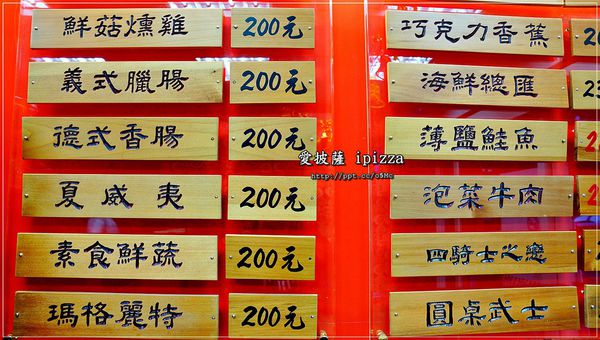 鮮菇燻雞 200元
義式臘腸 200元
德式香腸 200元
夏威夷 200元
素食鮮蔬 200元
瑪格麗特 200元
巧克力香蕉
海鮮總匯
薄鹽鮭魚
泡菜牛肉
四騎士之戀
圓桌武士
愛披薩 ipizza
http://ppt.cc/o5Mc